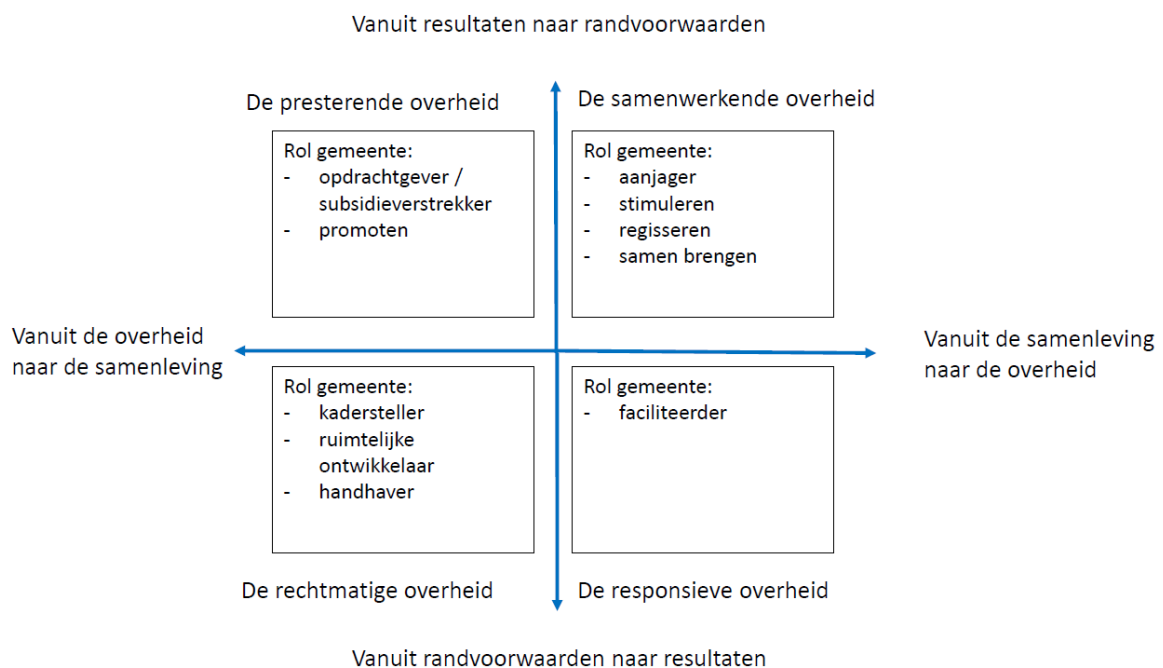 Vanuit resultaten naar randvoorwaarden
De presterende overheid
De samenwerkende overheid
Rol gemeente:
- opdrachtgever /
subsidieverstrekker
- promoten
Rol gemeente:
- aanjager
- stimuleren
- regisseren
- samen brengen
Vanuit de overheid
naar de samenleving
Vanuit de samenleving
naar de overheid
Rol gemeente:
- kadersteller
- ruimtelijke
ontwikkelaar
- handhaver
Rol gemeente:
- faciliteerder
De rechtmatige overheid
De responsieve overheid
Vanuit randvoorwaarden naar resultaten